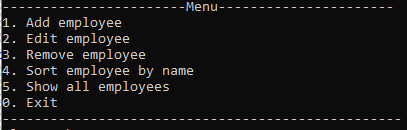 -----------------------Menu----------------------
1. Add employee
2. Edit employee
3. Remove employee
4. Sort employee by name
5. Show all employees
0. Exit
--------------------------------------------------